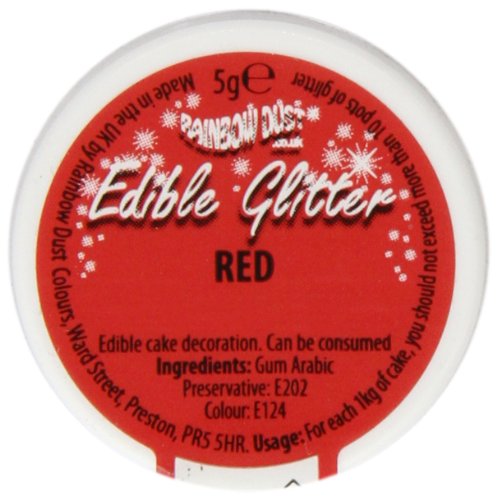 5g℮
RAINBOW DUST
.co.uk
Edible Glitter
RED
Edible cake decoration. Can be consumed
Ingredients: Gum Arabic
Preservative: E202
Colour: E124
Made in the UK by Rainbow Dust Colours, Ward Street, Preston, PR5 5HR. Usage: For each 1kg of cake, you should not exceed more than 10 pots of glitter